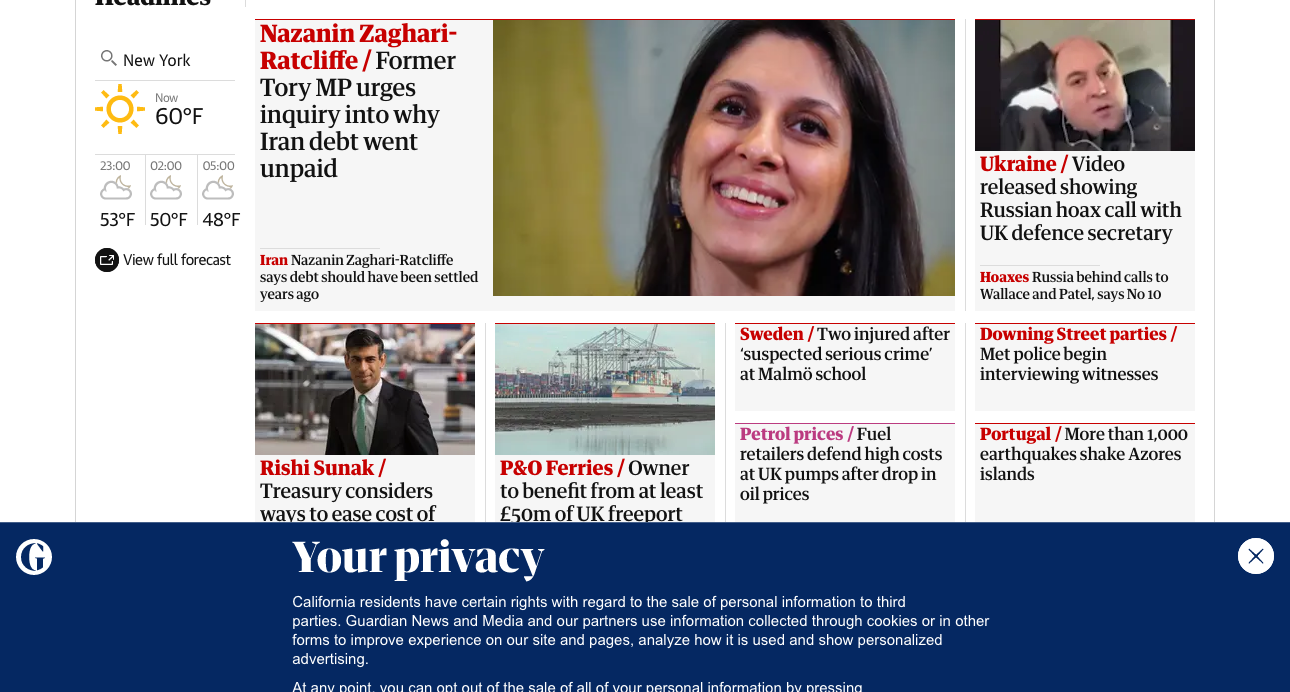 Headlines
New York
Now
60°F
23:00
02:00
05:00
53°F
50°F
48°F
View full forecast
Nazanin Zaghari-
Ratcliffe / Former
Tory MP urges
inquiry into why
Iran debt went
unpaid
Iran Nazanin Zaghari-Ratcliffe
says debt should have been settled
years ago
Ukraine / Video
released showing
Russian hoax call with
UK defence secretary
Hoaxes Russia behind calls to
Wallace and Patel, says No 10
Rishi Sunak /
Treasury considers
ways to ease cost of
P&O Ferries / Owner
to benefit from at least
£50m of UK freeport
Sweden / Two injured after
‘suspected serious crime’
at Malmö school
Petrol prices / Fuel
retailers defend high costs
at UK pumps after drop in
oil prices
Downing Street parties /
Met police begin
interviewing witnesses
Portugal / More than 1,000
earthquakes shake Azores
islands
Your privacy
California residents have certain rights with regard to the sale of personal information to third
parties. Guardian News and Media and our partners use information collected through cookies or in other
forms to improve experience on our site and pages, analyze how it is used and show personalized
advertising.
At any point, you can opt out of the sale of all of your personal information by pressing